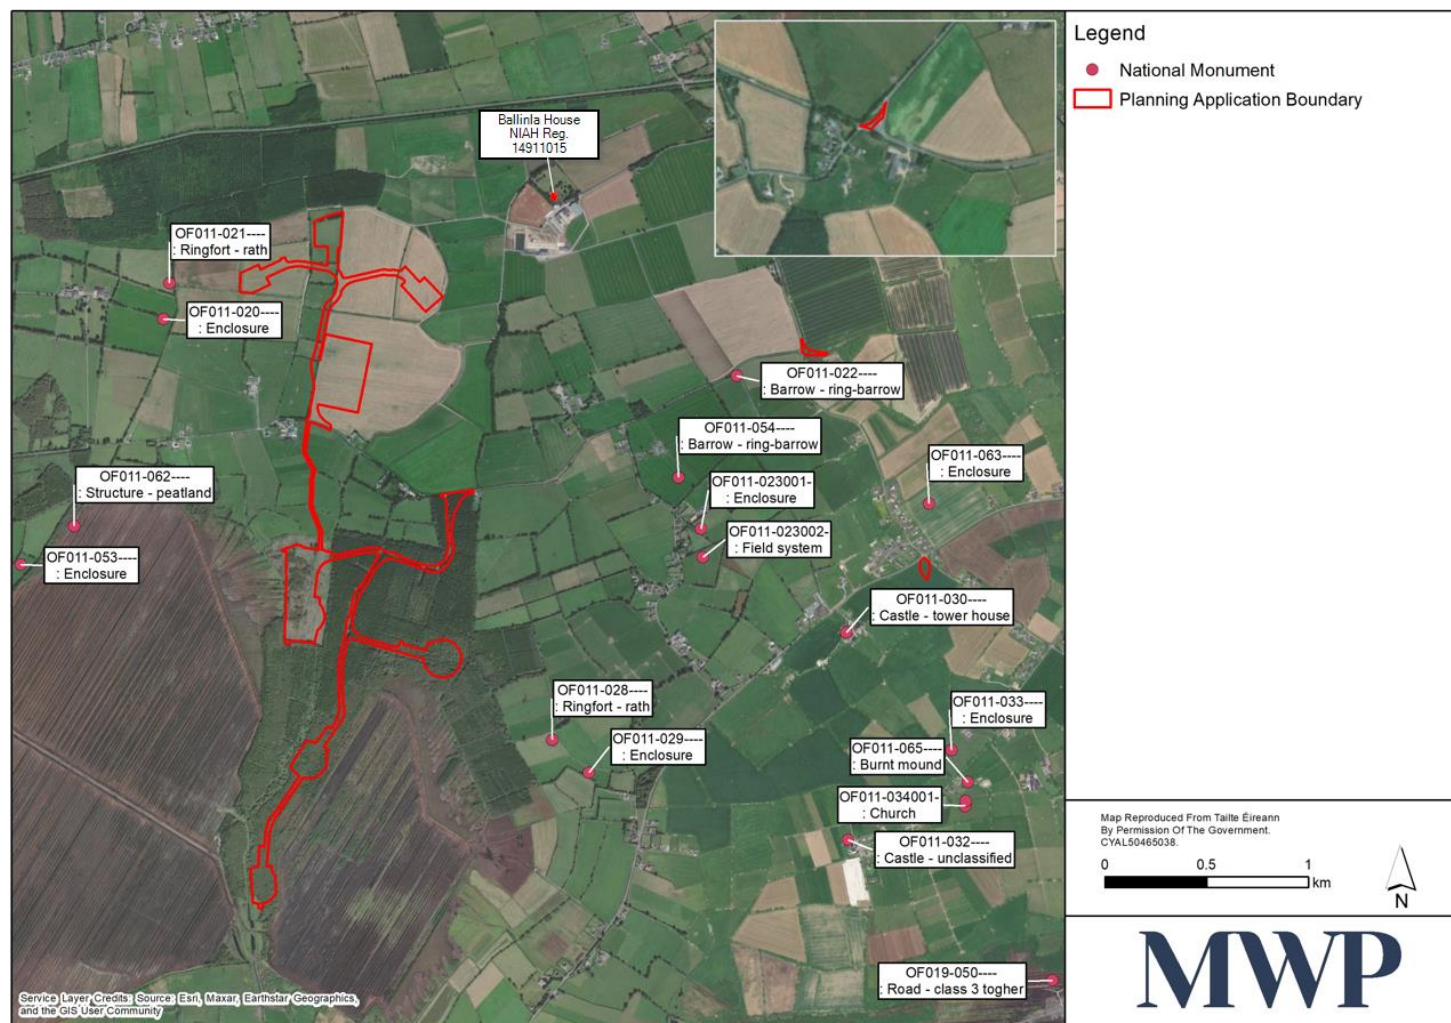 Ballinla House
NIAH Reg.
14911015
OF011-021----
: Ringfort - rath
OF011-020----
: Enclosure
OF011-022----
: Barrow - ring-barrow
OF011-054----
: Barrow - ring-barrow
OF011-063----
: Enclosure
OF011-062----
: Structure - peatland
OF011-023001-
: Enclosure
OF011-023002-
: Field system
OF011-053----
: Enclosure
OF011-030----
: Castle - tower house
OF011-028----
: Ringfort - rath
OF011-033----
: Enclosure
OF011-029----
: Enclosure
OF011-065----
: Burnt mound
OF011-034001-
: Church
OF011-032----
: Castle - unclassified
OF019-050----
: Road - class 3 togher
Service Layer Credits: Source: Esri, Maxar, Earthstar Geographics,
and the GIS User Community
Legend
National Monument
Planning Application Boundary
Map Reproduced From Tailte Éireann
By Permission Of The Government.
CYAL50465038.
0 0.5 1
km
N
MWP